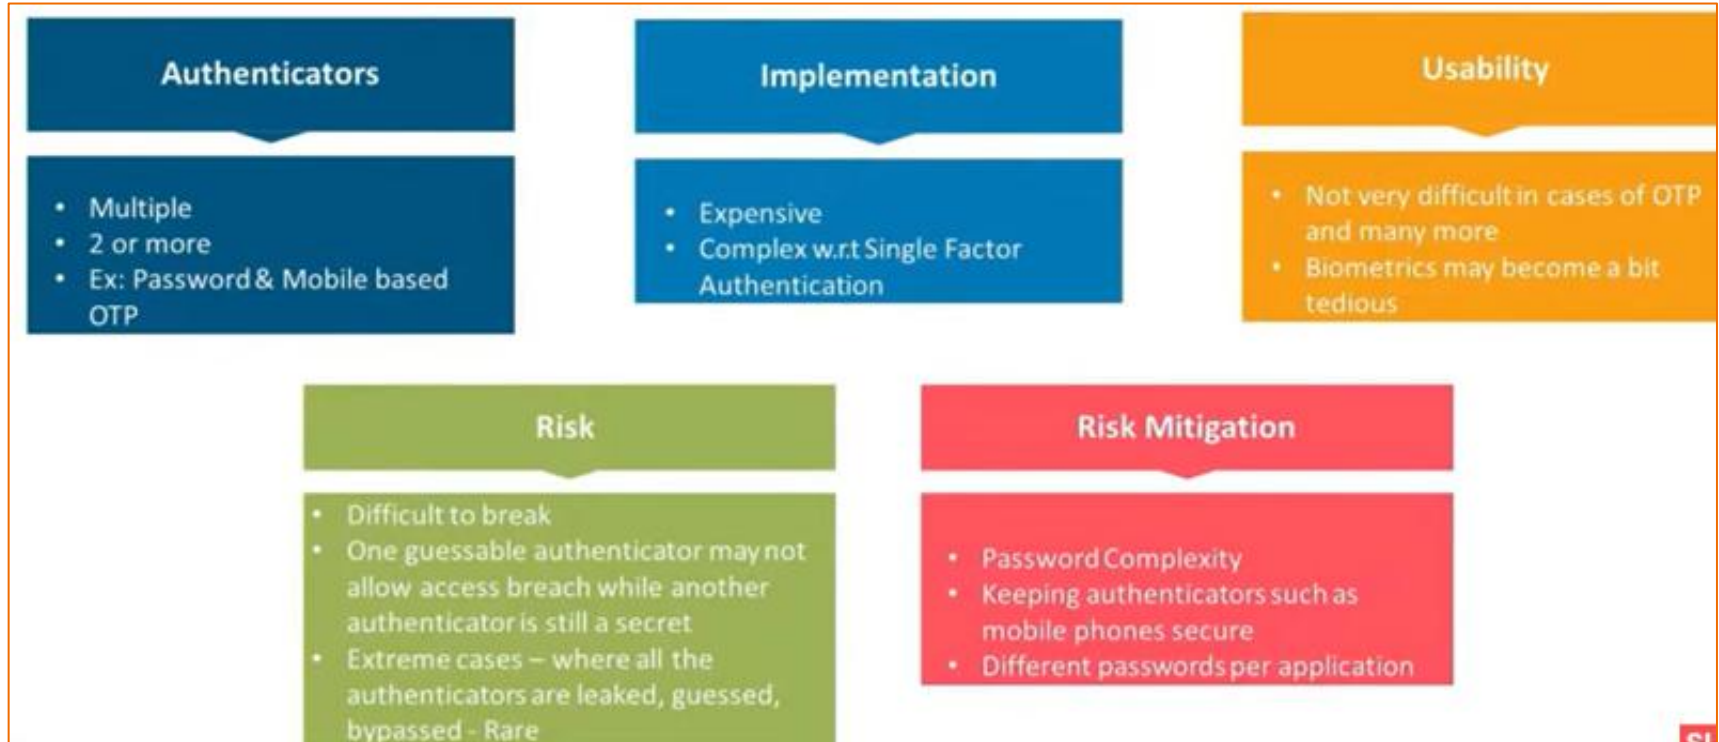 Authenticators
• Multiple
• 2 or more
• Ex: Password & Mobile based
OTP
Implementation
• Expensive
• Complex w.r.t Single Factor
Authentication
Usability
• Not very difficult in cases of OTP
and many more
• Biometrics may become a bit
tedious
Risk
• Difficult to break
• One guessable authenticator may not
allow access breach while another
authenticator is still a secret
• Extreme cases – where all the
authenticators are leaked, guessed,
bypassed - Rare
Risk Mitigation
• Password Complexity
• Keeping authenticators such as
mobile phones secure
• Different passwords per application